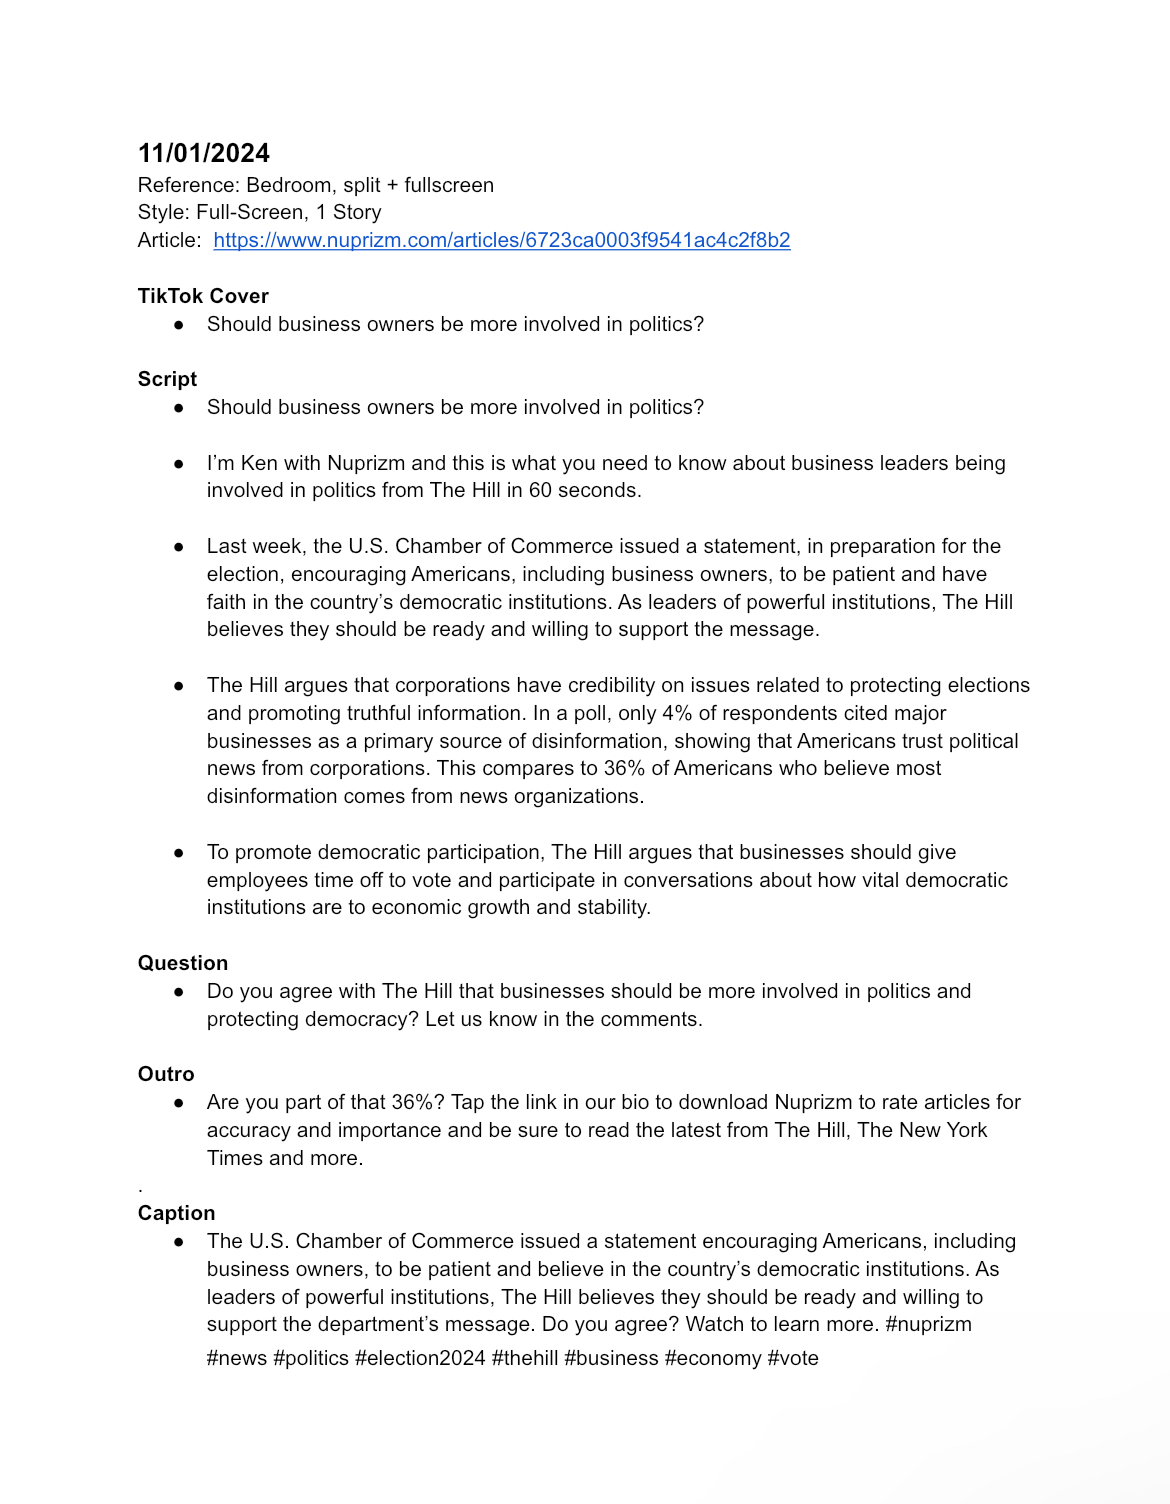 11/01/2024
Reference: Bedroom, split + fullscreen
Style: Full-Screen, 1 Story
Article:  https://www.nuprizm.com/articles/6723ca0003f9541ac4c2f8b2
TikTok Cover
● Should business owners be more involved in politics?
Script
● Should business owners be more involved in politics?
● I’m Ken with Nuprizm and this is what you need to know about business leaders being
involved in politics from The Hill in 60 seconds.
● Last week, the U.S. Chamber of Commerce issued a statement, in preparation for the
election, encouraging Americans, including business owners, to be patient and have
faith in the country’s democratic institutions. As leaders of powerful institutions, The Hill
believes they should be ready and willing to support the message.
● The Hill argues that corporations have credibility on issues related to protecting elections
and promoting truthful information. In a poll, only 4% of respondents cited major
businesses as a primary source of disinformation, showing that Americans trust political
news from corporations. This compares to 36% of Americans who believe most
disinformation comes from news organizations.
● To promote democratic participation, The Hill argues that businesses should give
employees time off to vote and participate in conversations about how vital democratic
institutions are to economic growth and stability.
Question
● Do you agree with The Hill that businesses should be more involved in politics and
protecting democracy? Let us know in the comments.
Outro
● Are you part of that 36%? Tap the link in our bio to download Nuprizm to rate articles for
accuracy and importance and be sure to read the latest from The Hill, The New York
Times and more.
.
Caption
● The U.S. Chamber of Commerce issued a statement encouraging Americans, including
business owners, to be patient and believe in the country’s democratic institutions. As
leaders of powerful institutions, The Hill believes they should be ready and willing to
support the department’s message. Do you agree? Watch to learn more. #nuprizm
#news #politics #election2024 #thehill #business #economy #vote